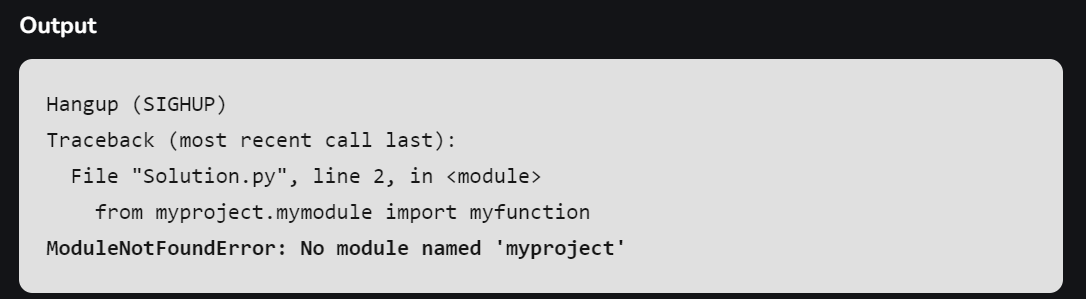 Output
Hangup (SIGHUP)
Traceback (most recent call last):
  File "Solution.py", line 2, in <module>
    from myproject.mymodule import myfunction
ModuleNotFoundError: No module named 'myproject'